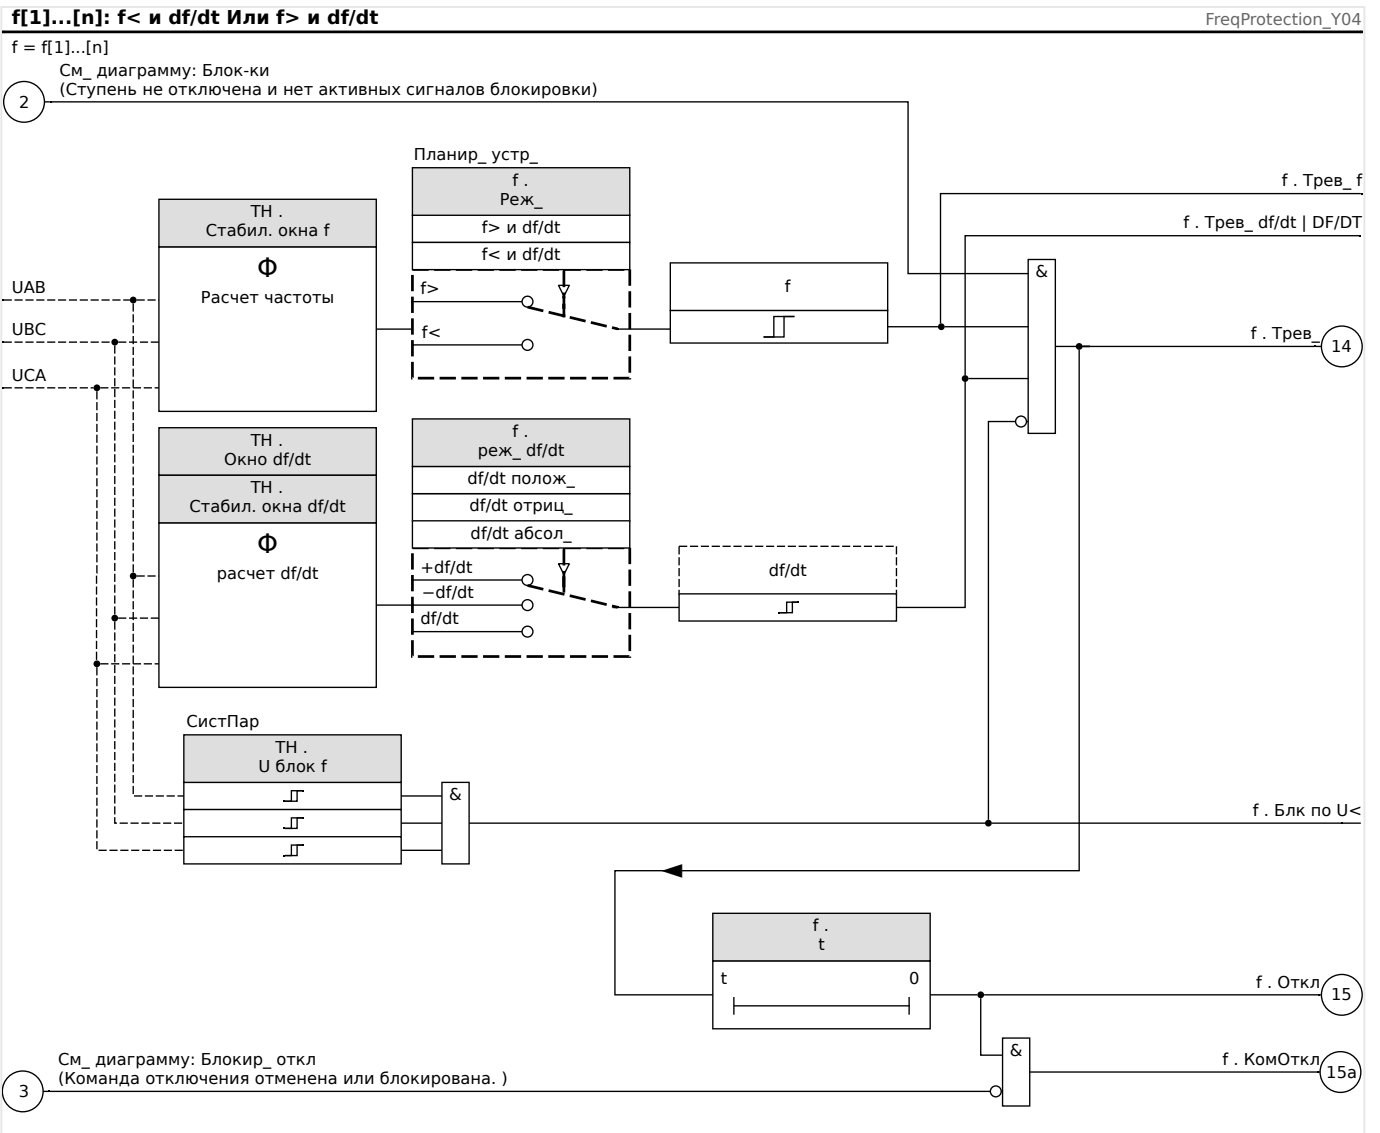 f[1]...[n]: f< и df/dt Или f> и df/dt
FreqProtection_Y04
f = f[1]...[n]
См_ диаграмму: Блок-ки
(Ступень не отключена и нет активных сигналов блокировки)
2
Планир_ устр_
f .
Реж_
f> и df/dt
f< и df/dt
f>
f<
ТН .
Стабил. окна f
Ф
Расчет частоты
UAB
UBC
UCA
f
f . Трев_ f
f . Трев_ df/dt | DF/DT
&
f . Трев_
14
ТН .
Окно df/dt
ТН .
Стабил. окна df/dt
Ф
расчет df/dt
f .
реж_ df/dt
df/dt полож_
df/dt отриц_
df/dt абсол_
+df/dt
−df/dt
df/dt
df/dt
СистПар
ТН .
U блок f
&
f . Блк по U<
f .
t
t
0
f . Откл
15
&
f . КомОткл
15a
См_ диаграмму: Блокир_ откл
(Команда отключения отменена или блокирована. )
3